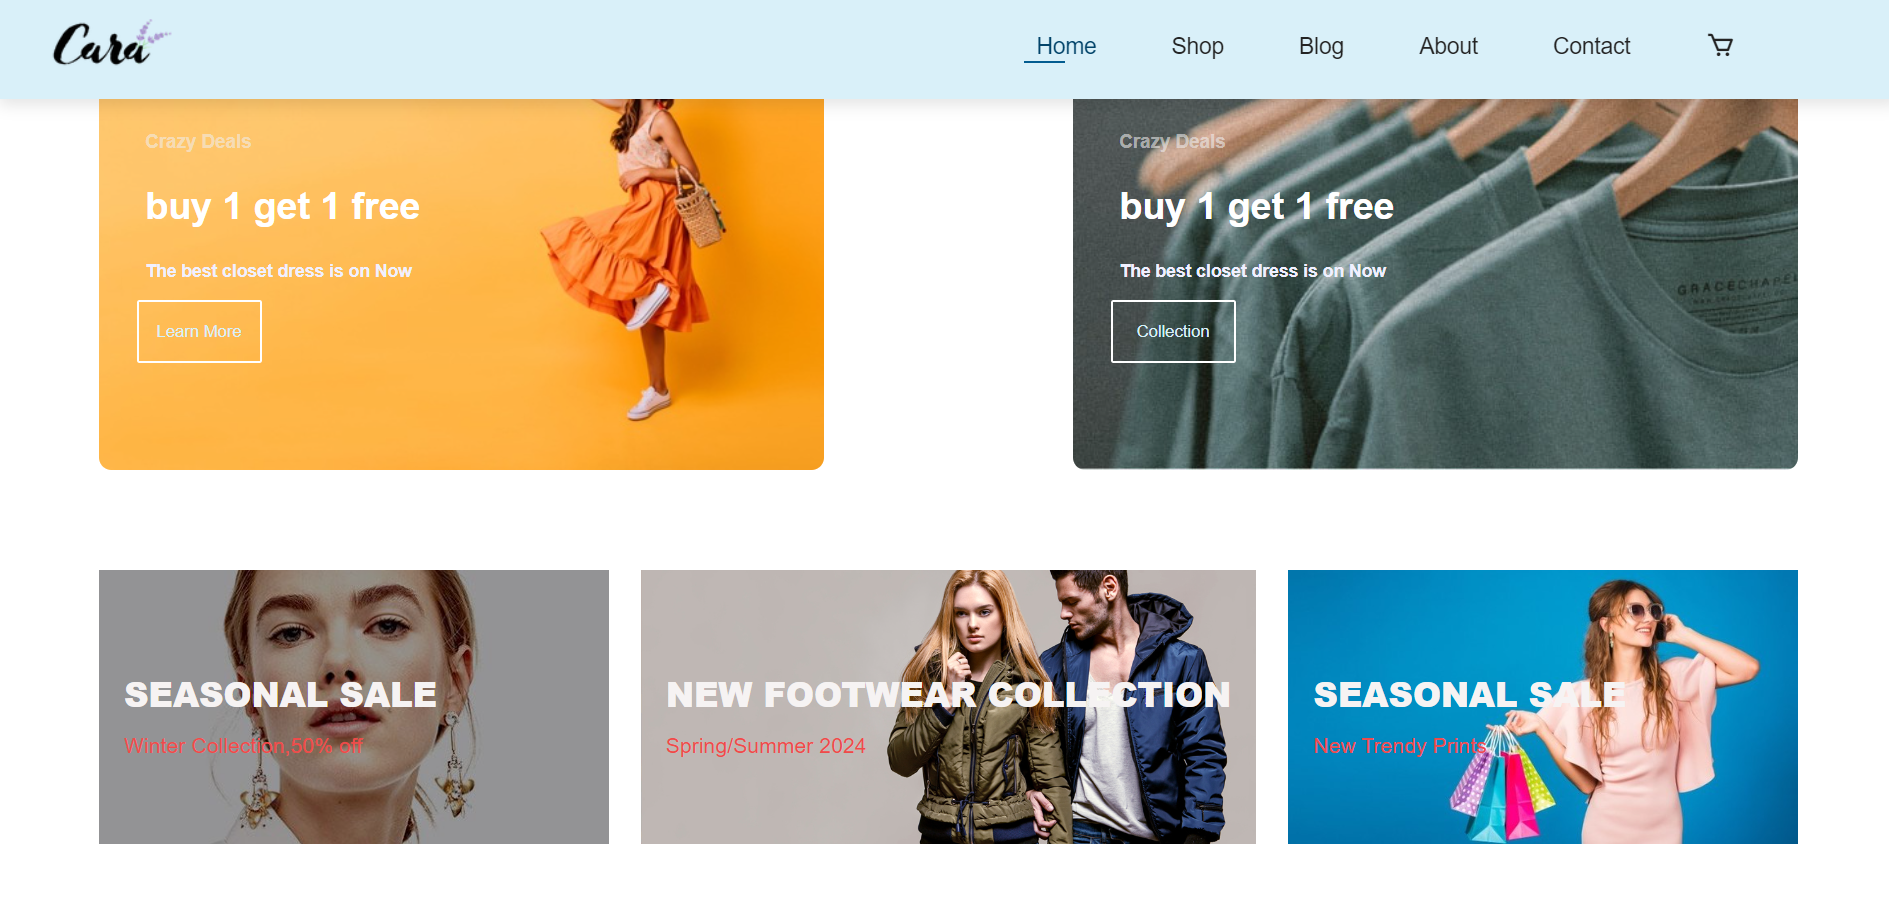 Cara
Home
Shop
Blog
About
Contact
Crazy Deals
buy 1 get 1 free
The best closet dress is on Now
Learn More
Crazy Deals
buy 1 get 1 free
The best closet dress is on Now
Collection
GRACECHAPEL
SEASONAL SALE
Winter Collection,50% off
NEW FOOTWEAR COLLECTION
Spring/Summer 2024
SEASONAL SALE
New Trendy Prints